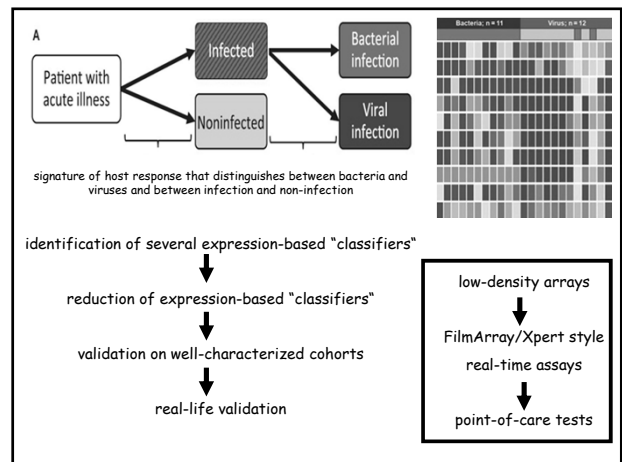 A
Patient with
acute illness
Infected
Noninfected
Bacterial
infection
Viral
infection
Bacteria; n = 11
Virus; n = 12
signature of host response that distinguishes between bacteria and
viruses and between infection and non-infection
identification of several expression-based "classifiers"
reduction of expression-based "classifiers"
validation on well-characterized cohorts
real-life validation
low-density arrays
FilmArray/Xpert style
real-time assays
point-of-care tests